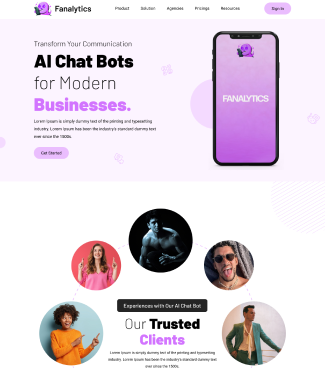 Fanalytics
Product Solution Agencies Pricings Resources
Sign In
Transform Your Communication
AI Chat Bots
for Modern
Businesses.
Lorem Ipsum is simply dummy text of the printing and typesetting
industry. Lorem Ipsum has been the industry's standard dummy text
ever since the 1500s.
Get Started
FANALYTICS
Experiences with Our AI Chat Bot
Our Trusted
Clients
Lorem Ipsum is simply dummy text of the printing and typesetting
industry. Lorem Ipsum has been the industry's standard dummy text
ever since the 1500s.